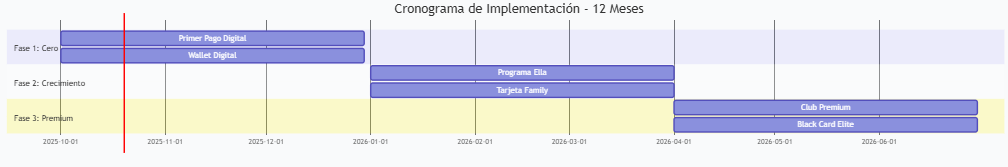 Cronograma de Implementación - 12 Meses
Primer Pago Digital
Fase 1: Cero
Wallet Digital
Programa Ella
Fase 2: Crecimiento
Tarjeta Family
Club Premium
Fase 3: Premium
Black Card Elite
2025-10-01 2025-11-01 2025-12-01 2026-01-01 2026-02-01 2026-03-01 2026-04-01 2026-05-01 2026-06-01